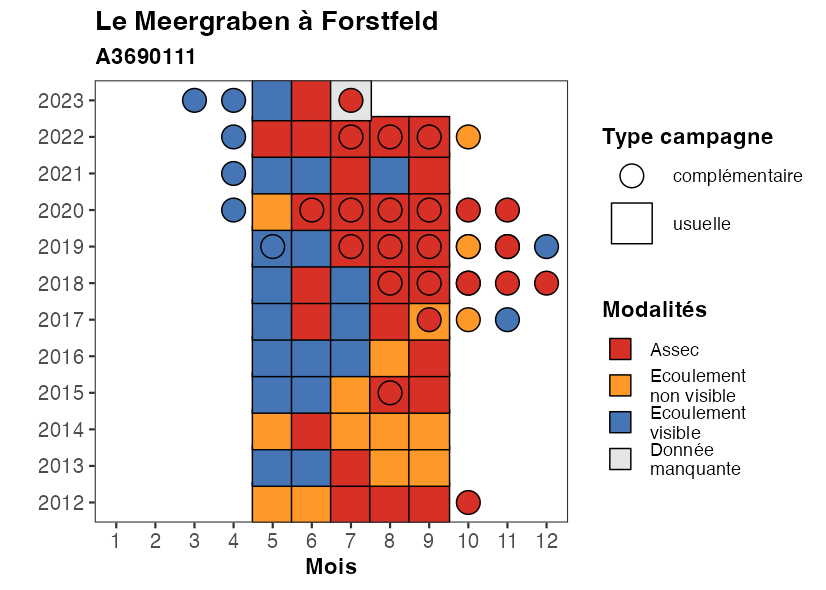 Le Meergraben à Forstfeld
A3690111
2023
2022
2021
2020
2019
2018
2017
2016
2015
2014
2013
2012
1 2 3 4 5 6 7 8 9 10 11 12
Mois
Type campagne
complémentaire
usuelle
Modalités
Assec
Ecoulement
non visible
Ecoulement
visible
Donnée
manquante